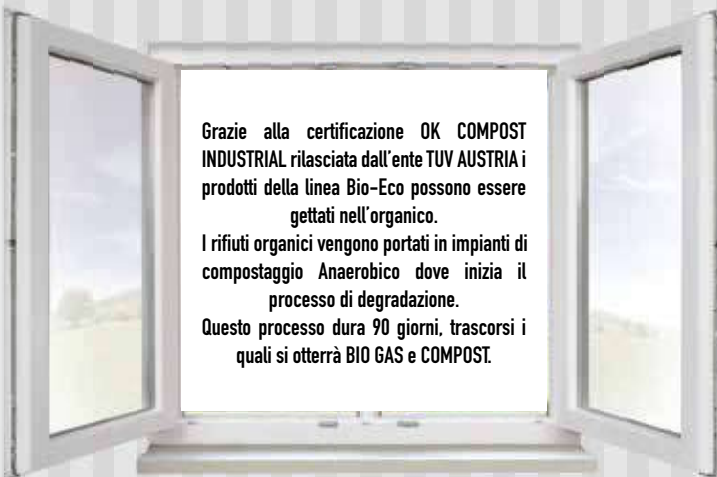 Grazie alla certificazione OK COMPOST
INDUSTRIAL rilasciata dall'ente TUV AUSTRIA i
prodotti della linea Bio-Eco possono essere
gettati nell'organico.
I rifiuti organici vengono portati in impianti di
compostaggio Anaerobico dove inizia il
processo di degradazione.
Questo processo dura 90 giorni, trascorsi i
quali si otterrà BIO GAS e COMPOST.